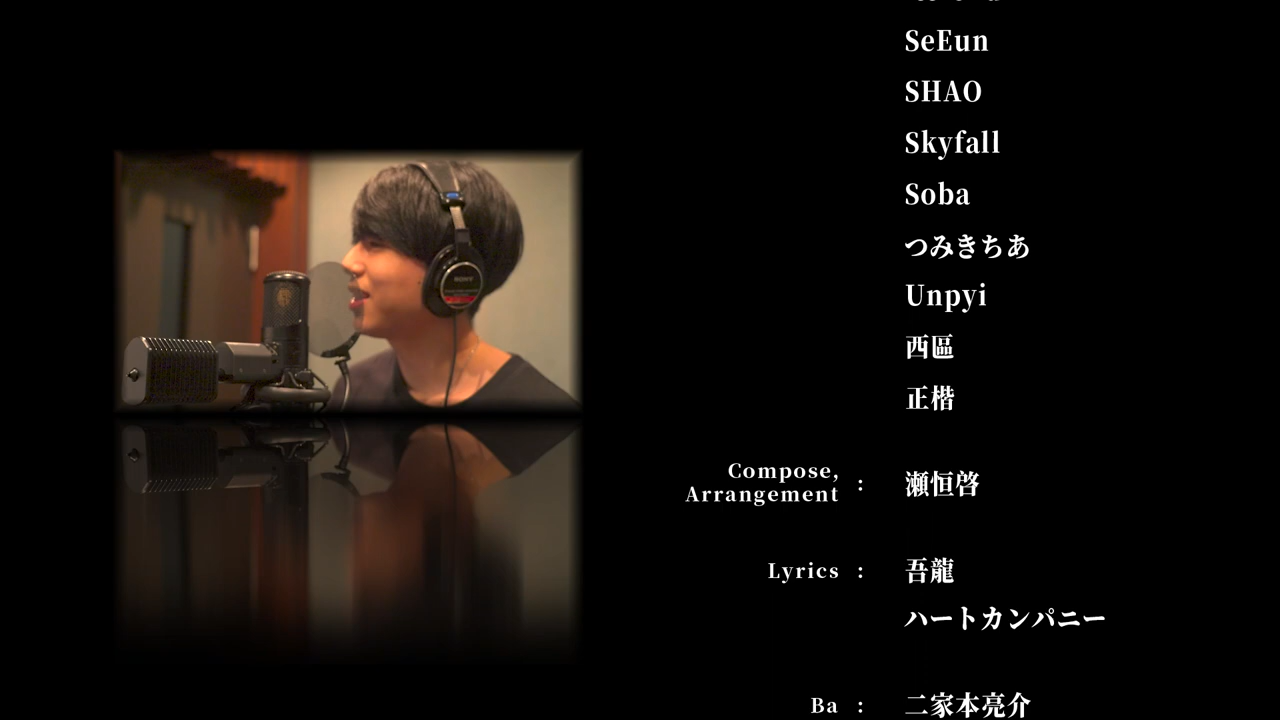 SeEun
SHAO
Skyfall
Soba
つみきちあ
Unpyi
西區
正楷
Compose,
Arrangement : 瀬恒啓
Lyrics : 吾龍
ハートカンパニー
Ba : 二家本亮介
SONY